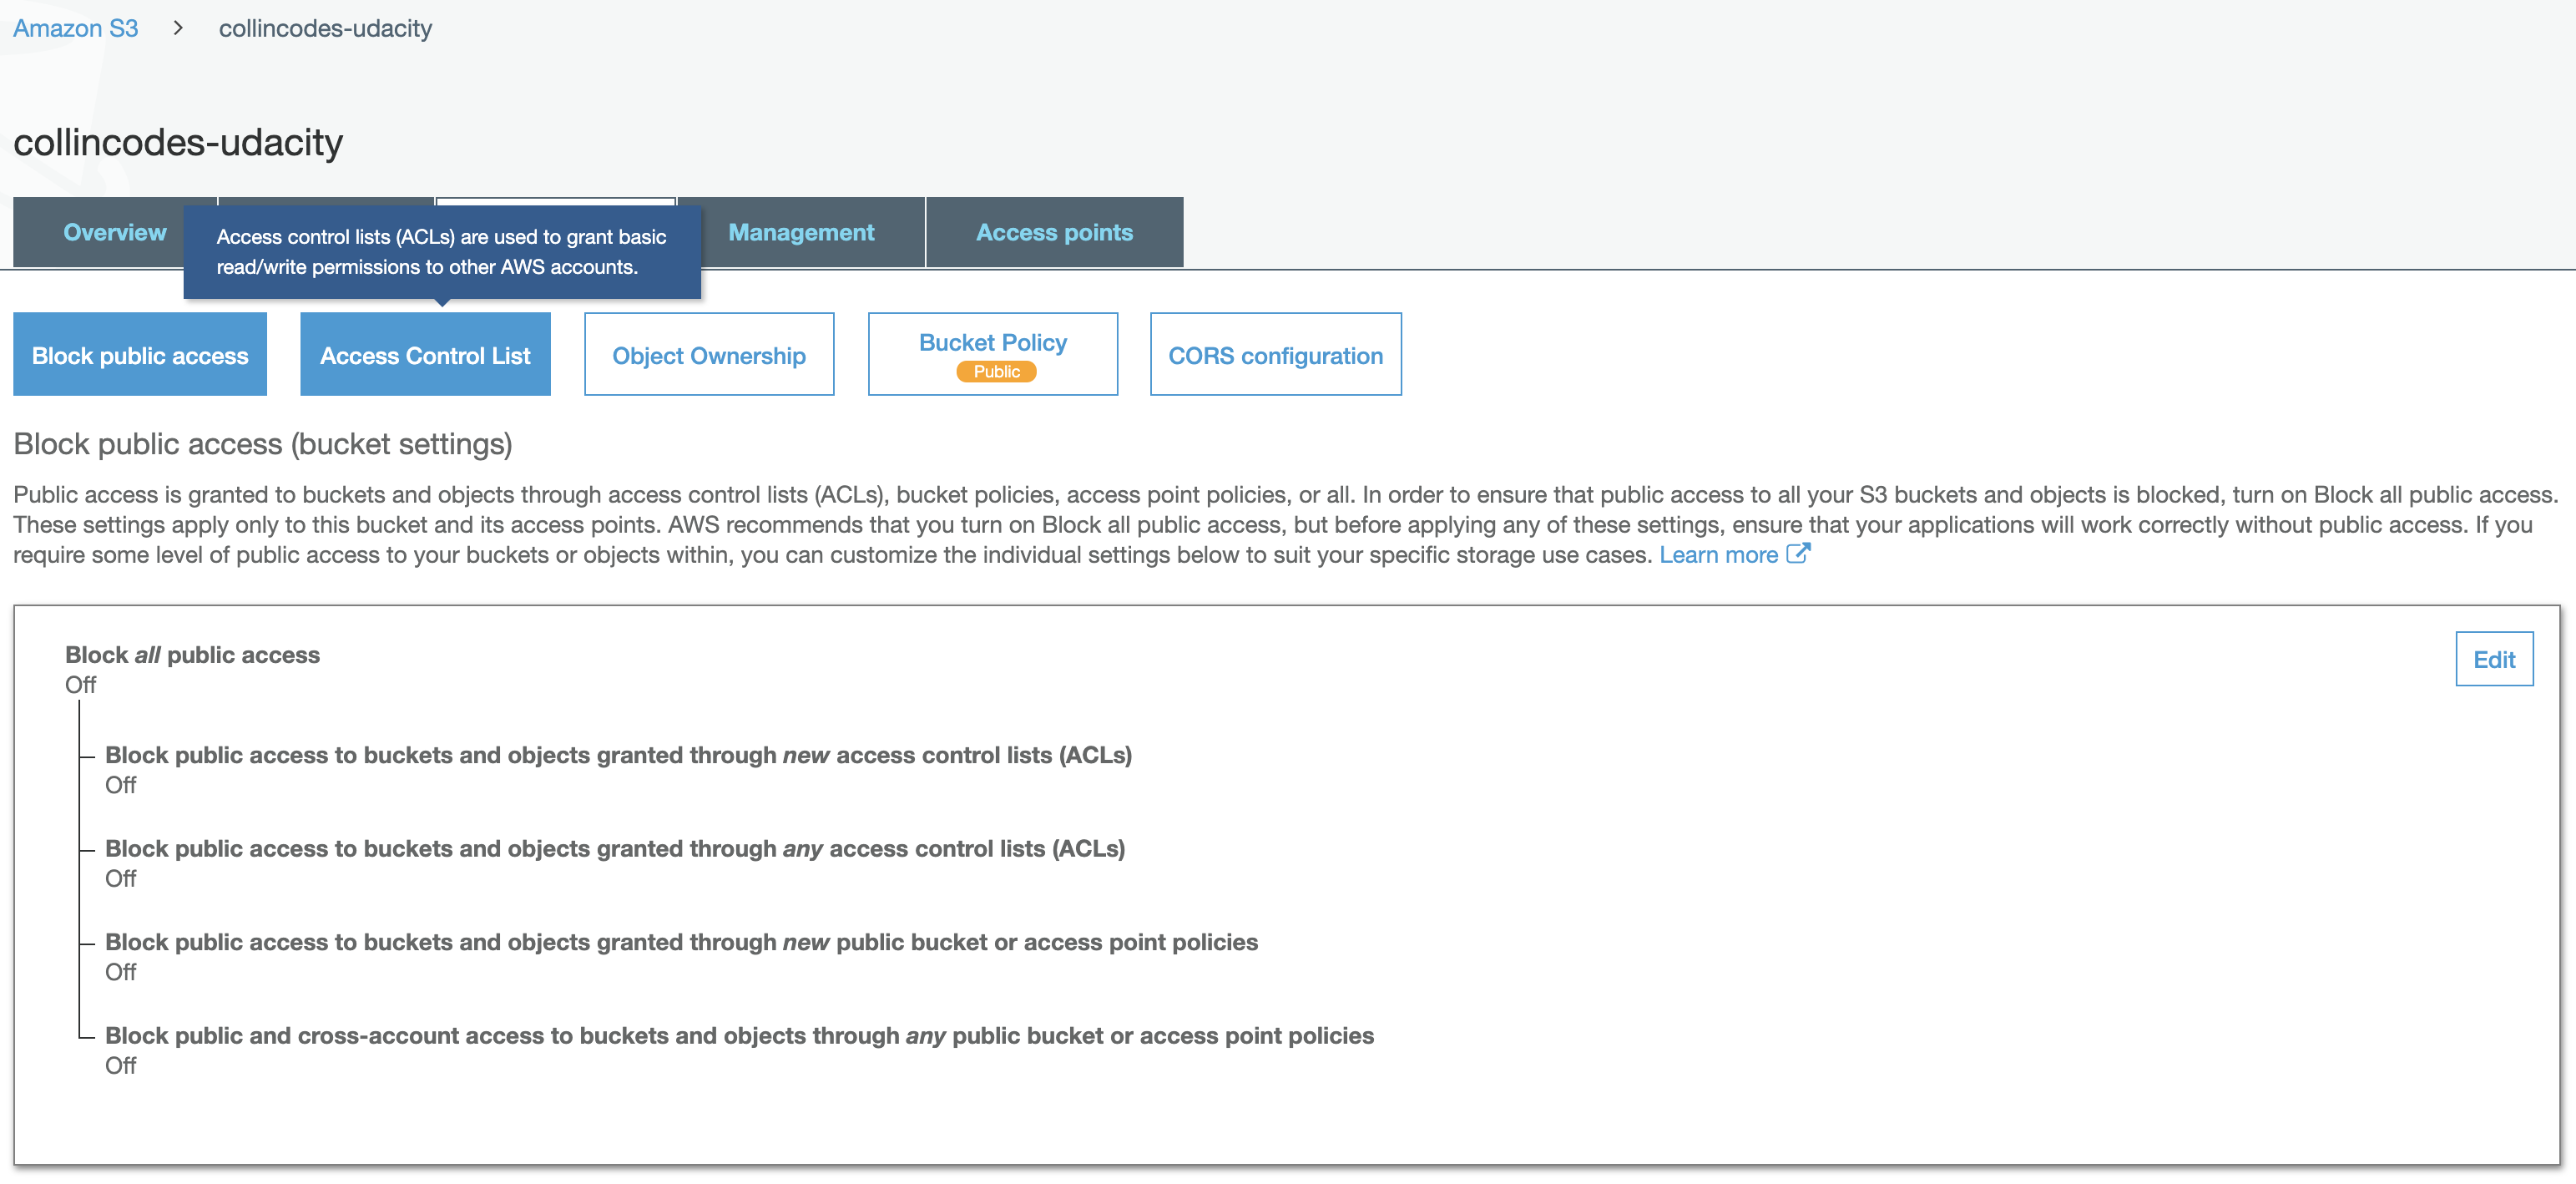 Amazon S3 > collincodes-udacity
collincodes-udacity
Overview
Access control lists (ACLs) are used to grant basic
read/write permissions to other AWS accounts.
Management
Access points
Block public access
Access Control List
Object Ownership
Bucket Policy
Public
CORS configuration
Block public access (bucket settings)
Public access is granted to buckets and objects through access control lists (ACLs), bucket policies, access point policies, or all. In order to ensure that public access to all your S3 buckets and objects is blocked, turn on Block all public access.
These settings apply only to this bucket and its access points. AWS recommends that you turn on Block all public access, but before applying any of these settings, ensure that your applications will work correctly without public access. If you
require some level of public access to your buckets or objects within, you can customize the individual settings below to suit your specific storage use cases. Learn more
Block all public access
Edit
Off
Block public access to buckets and objects granted through new access control lists (ACLs)
Off
Block public access to buckets and objects granted through any access control lists (ACLs)
Off
Block public access to buckets and objects granted through new public bucket or access point policies
Off
Block public and cross-account access to buckets and objects through any public bucket or access point policies
Off